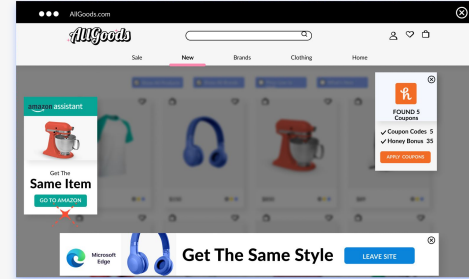 AllGoods.com
AllGoods
Sale New Brands Clothing Home
amazon assistant
Get The
Same Item
GO TO AMAZON
h
FOUND 5
Coupons
Coupon Codes 5
Honey Bonus 35
APPLY COUPONS
Microsoft
Edge
Get The Same Style
LEAVE SITE